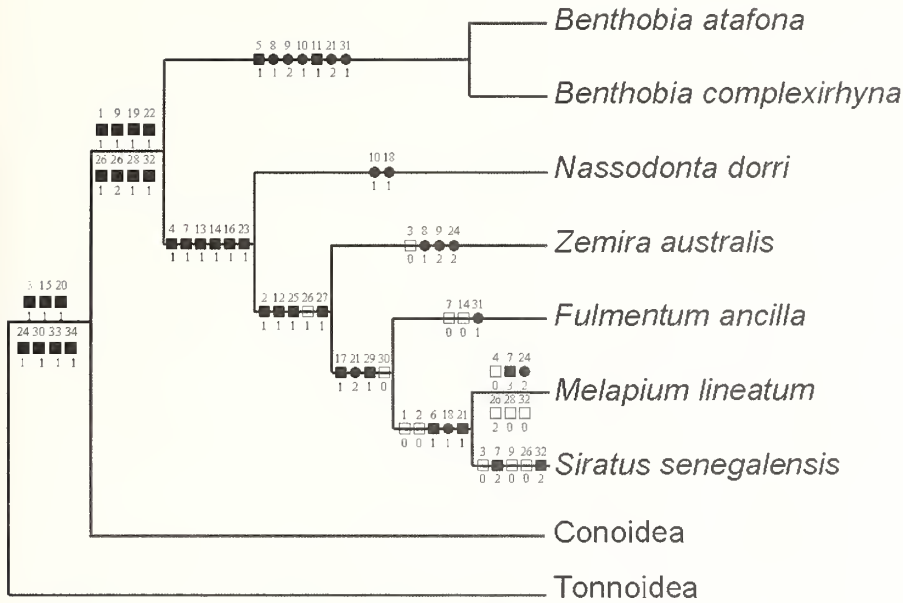 Benthobia atafona
5 8 9 10 11 21 31
1 1 2 1 1 2 1
Benthobia complexirhyna
1 9 19 22
1 1 1 1
26 26 28 32
1 2 1 1
10 18
1 1
Nassodonta dorri
4 7 13 14 16 23
1 1 1 1 1 1
3 8 9 24
0 1 2 2
Zemira australis
3 15 20
1 1 1
24 30 33 34
1 1 1 1
2 12 25 26 27
1 1 1 1 1
7 14 31
0 0 1
Fulmentum ancilla
17 21 29 30
1 2 1 0
4 7 24
0 3 2
Melapium lineatum
26 28 32
2 0 0
1 2 6 18 21
0 0 1 1 1
3 7 9 26 32
0 2 0 0 2
Siratus senegalensis
Conoidea
Tonnoidea